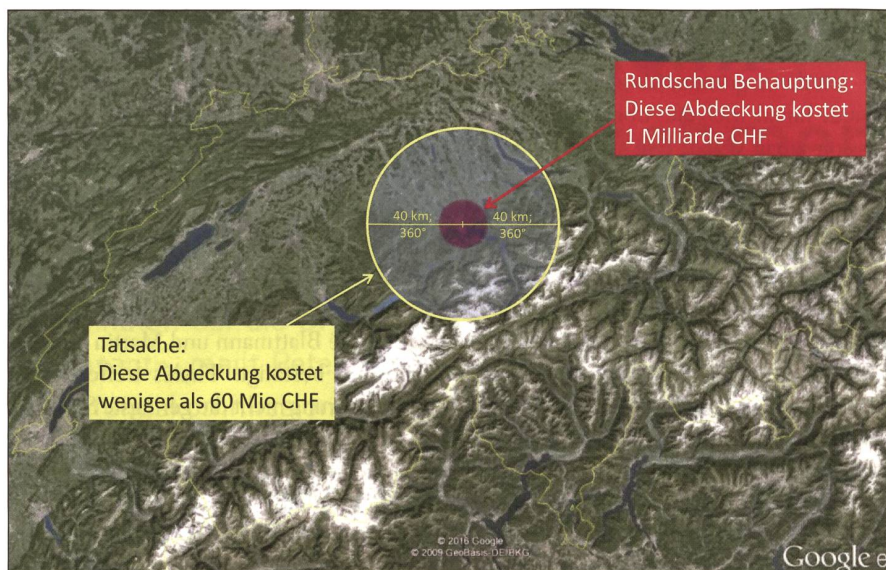 Rundschau Behauptung:
Diese Abdeckung kostet
1 Milliarde CHF
40 km;
360°
40 km;
360°
Tatsache:
Diese Abdeckung kostet
weniger als 60 Mio CHF
© 2016 Google
© 2009 GeoBasis-DE/BKG
Google e